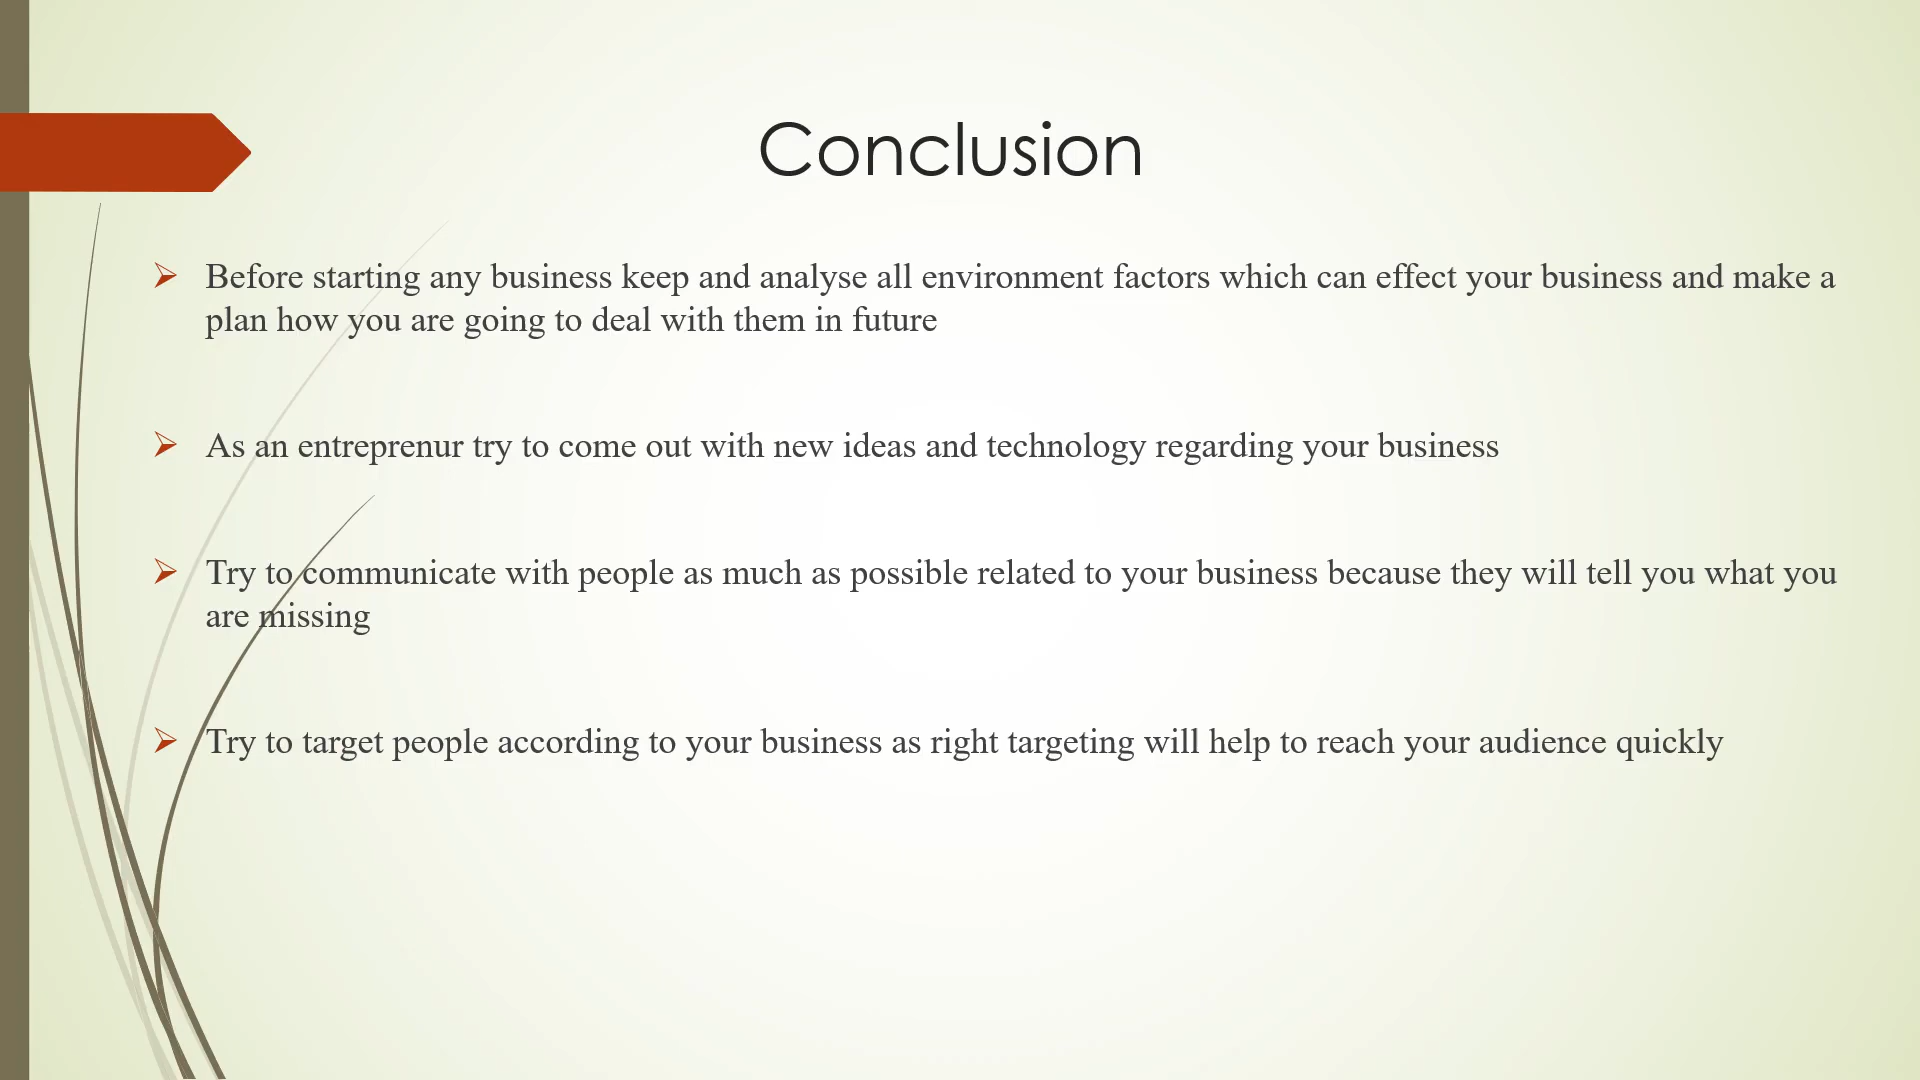 Conclusion
Before starting any business keep and analyse all environment factors which can effect your business and make a
plan how you are going to deal with them in future
As an entreprenur try to come out with new ideas and technology regarding your business
Try to communicate with people as much as possible related to your business because they will tell you what you
are missing
Try to target people according to your business as right targeting will help to reach your audience quickly